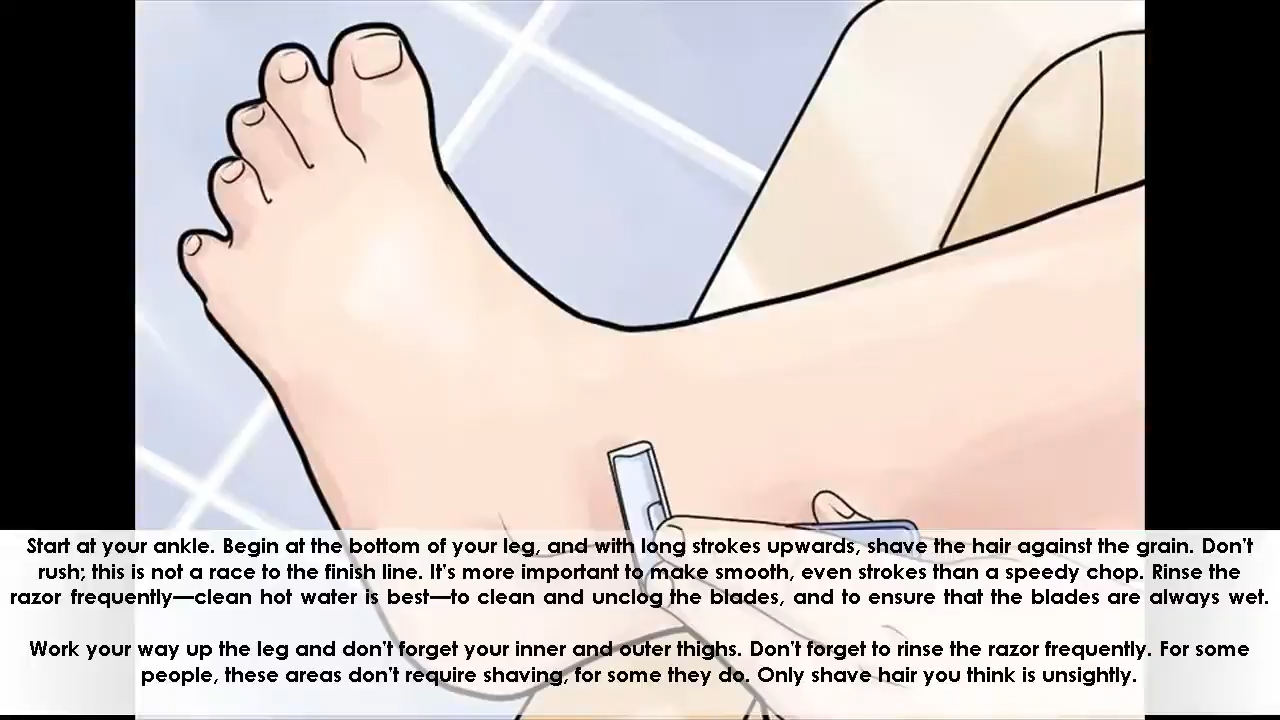 Start at your ankle. Begin at the bottom of your leg, and with long strokes upwards, shave the hair against the grain. Don't
rush; this is not a race to the finish line. It's more important to make smooth, even strokes than a speedy chop. Rinse the
razor frequently—clean hot water is best—to clean and unclog the blades, and to ensure that the blades are always wet.
Work your way up the leg and don't forget your inner and outer thighs. Don't forget to rinse the razor frequently. For some
people, these areas don't require shaving, for some they do. Only shave hair you think is unsightly.